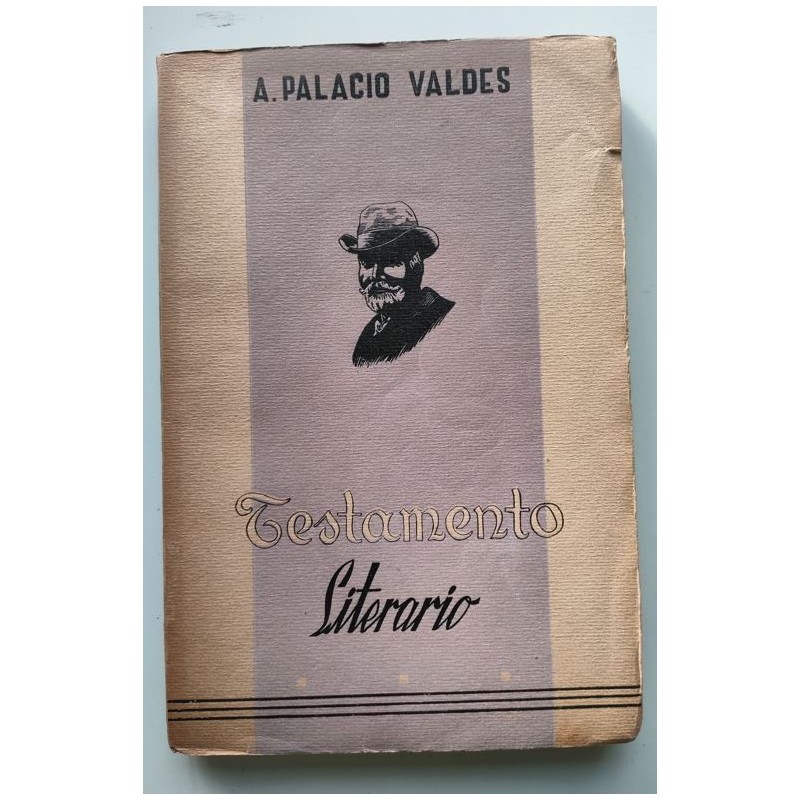 A. PALACIO VALDES
Testamento
Literario